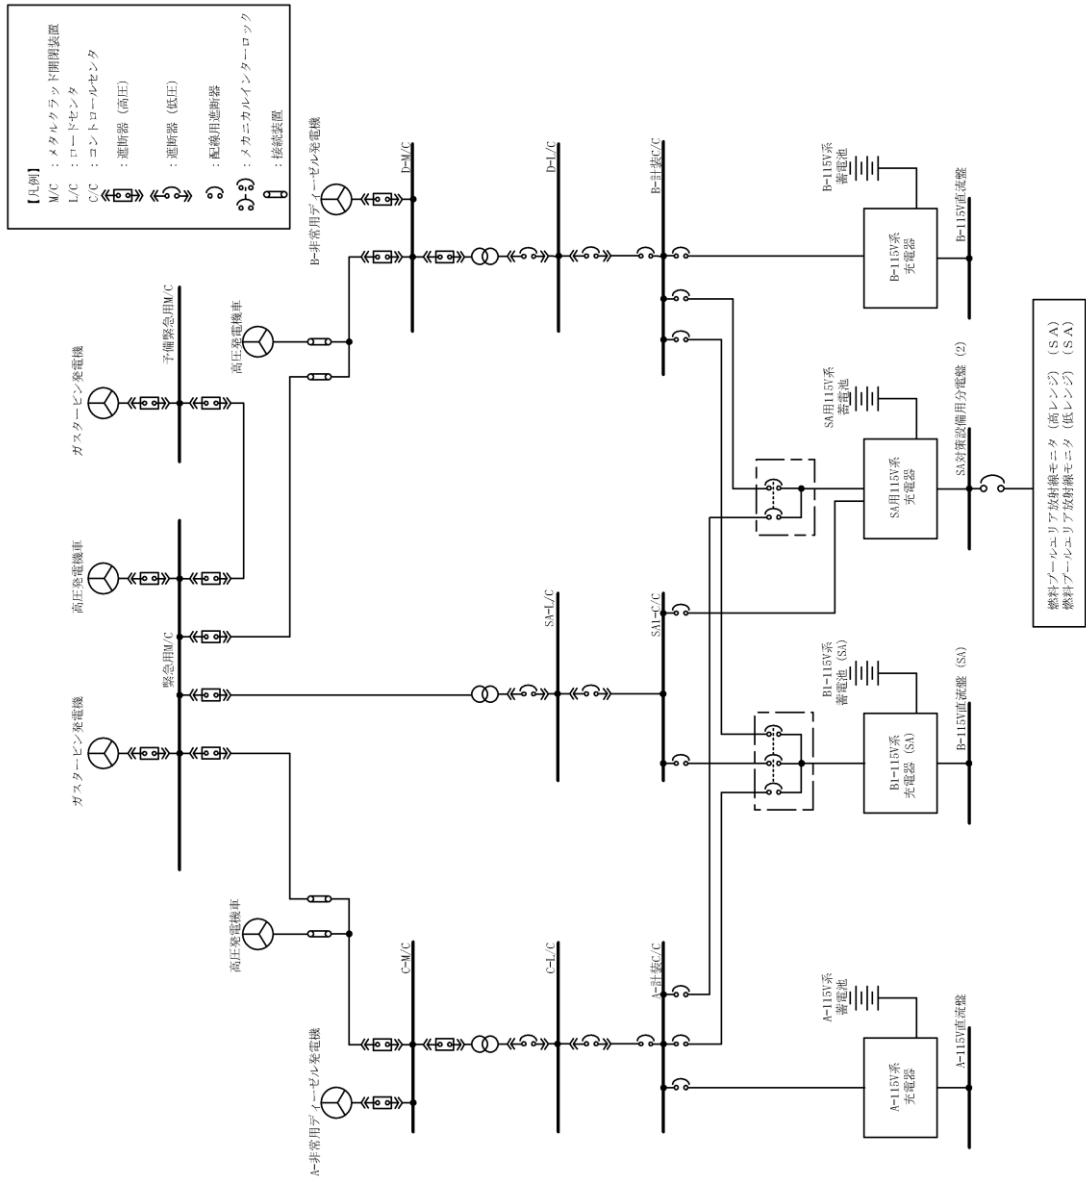 【凡例】
M/C ：メタルクラッド開閉装置
L/C ：ロードセンタ
C/C ：コントロールセンタ
：遮断器（高圧）
：遮断器（低圧）
：配線用遮断器
：メカニカルインターロック
：接続装置
ガスタービン発電機
高圧発電機車
ガスタービン発電機
緊急用M/C
予備緊急用M/C
高圧発電機車
高圧発電機車
A-非常用ディーゼル発電機
B-非常用ディーゼル発電機
C-M/C
D-M/C
C-L/C
SA-L/C
D-L/C
A-計装C/C
SA1-C/C
B-計装C/C
A-115V系
蓄電池
B1-115V系
蓄電池（SA）
SA用115V系
蓄電池
B-115V系
蓄電池
A-115V系
充電器
B1-115V系
充電器（SA）
SA用115V系
充電器
B-115V系
充電器
A-115V直流盤
B-115V直流盤（SA）
SA対策設備用分電盤（2）
B-115V直流盤
燃料プールエリア放射線モニタ（高レンジ）（ＳＡ）
燃料プールエリア放射線モニタ（低レンジ）（ＳＡ）